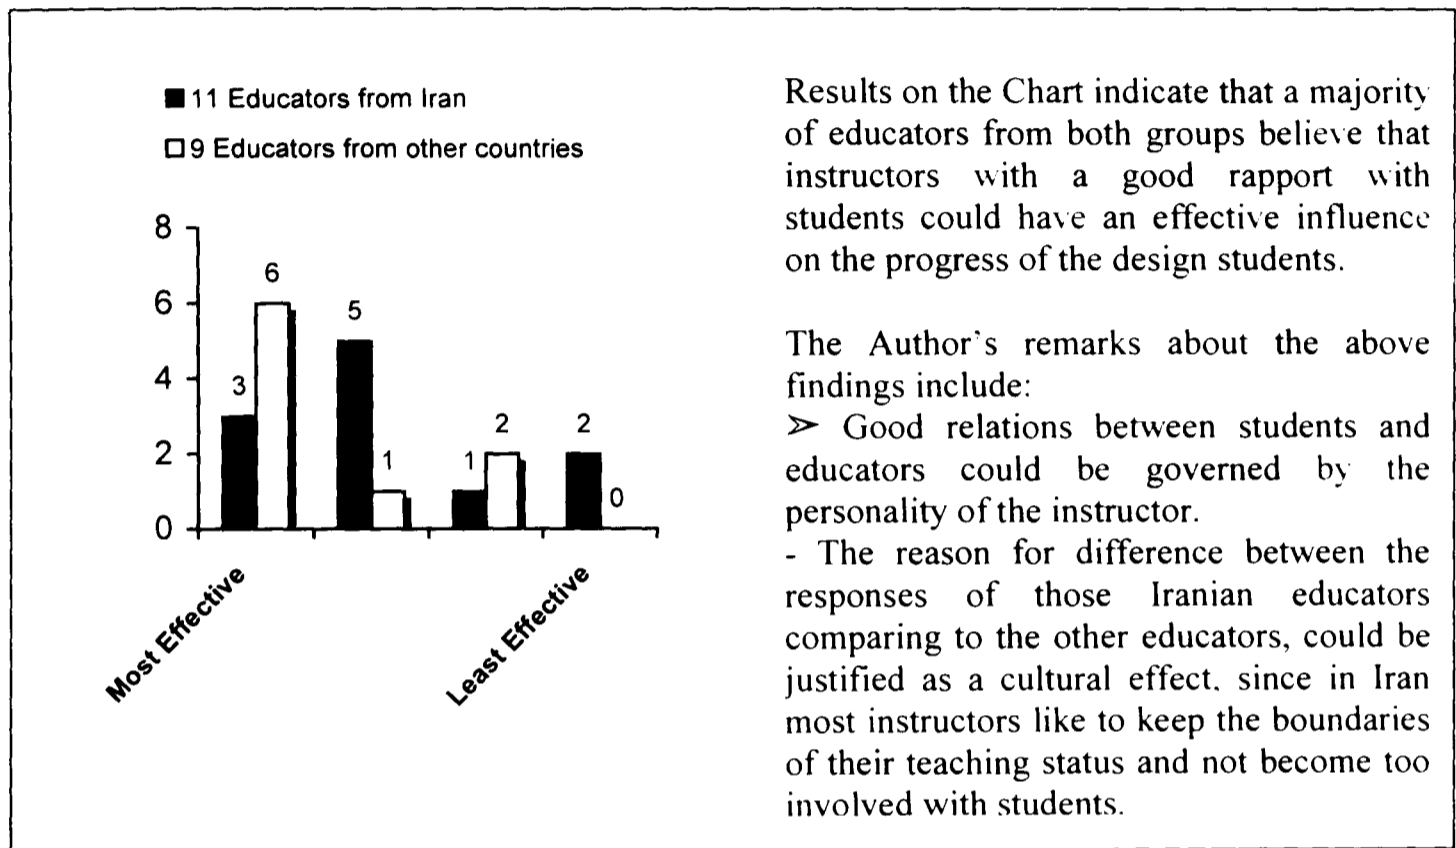 11 Educators from Iran
9 Educators from other countries
8
6
4
2
0
3
6
5
1
1
2
2
0
Most Effective
Least Effective
Results on the Chart indicate that a majority
of educators from both groups believe that
instructors with a good rapport with
students could have an effective influence
on the progress of the design students.
The Author's remarks about the above
findings include:
➢ Good relations between students and
educators could be governed by the
personality of the instructor.
- The reason for difference between the
responses of those Iranian educators
comparing to the other educators, could be
justified as a cultural effect. since in Iran
most instructors like to keep the boundaries
of their teaching status and not become too
involved with students.